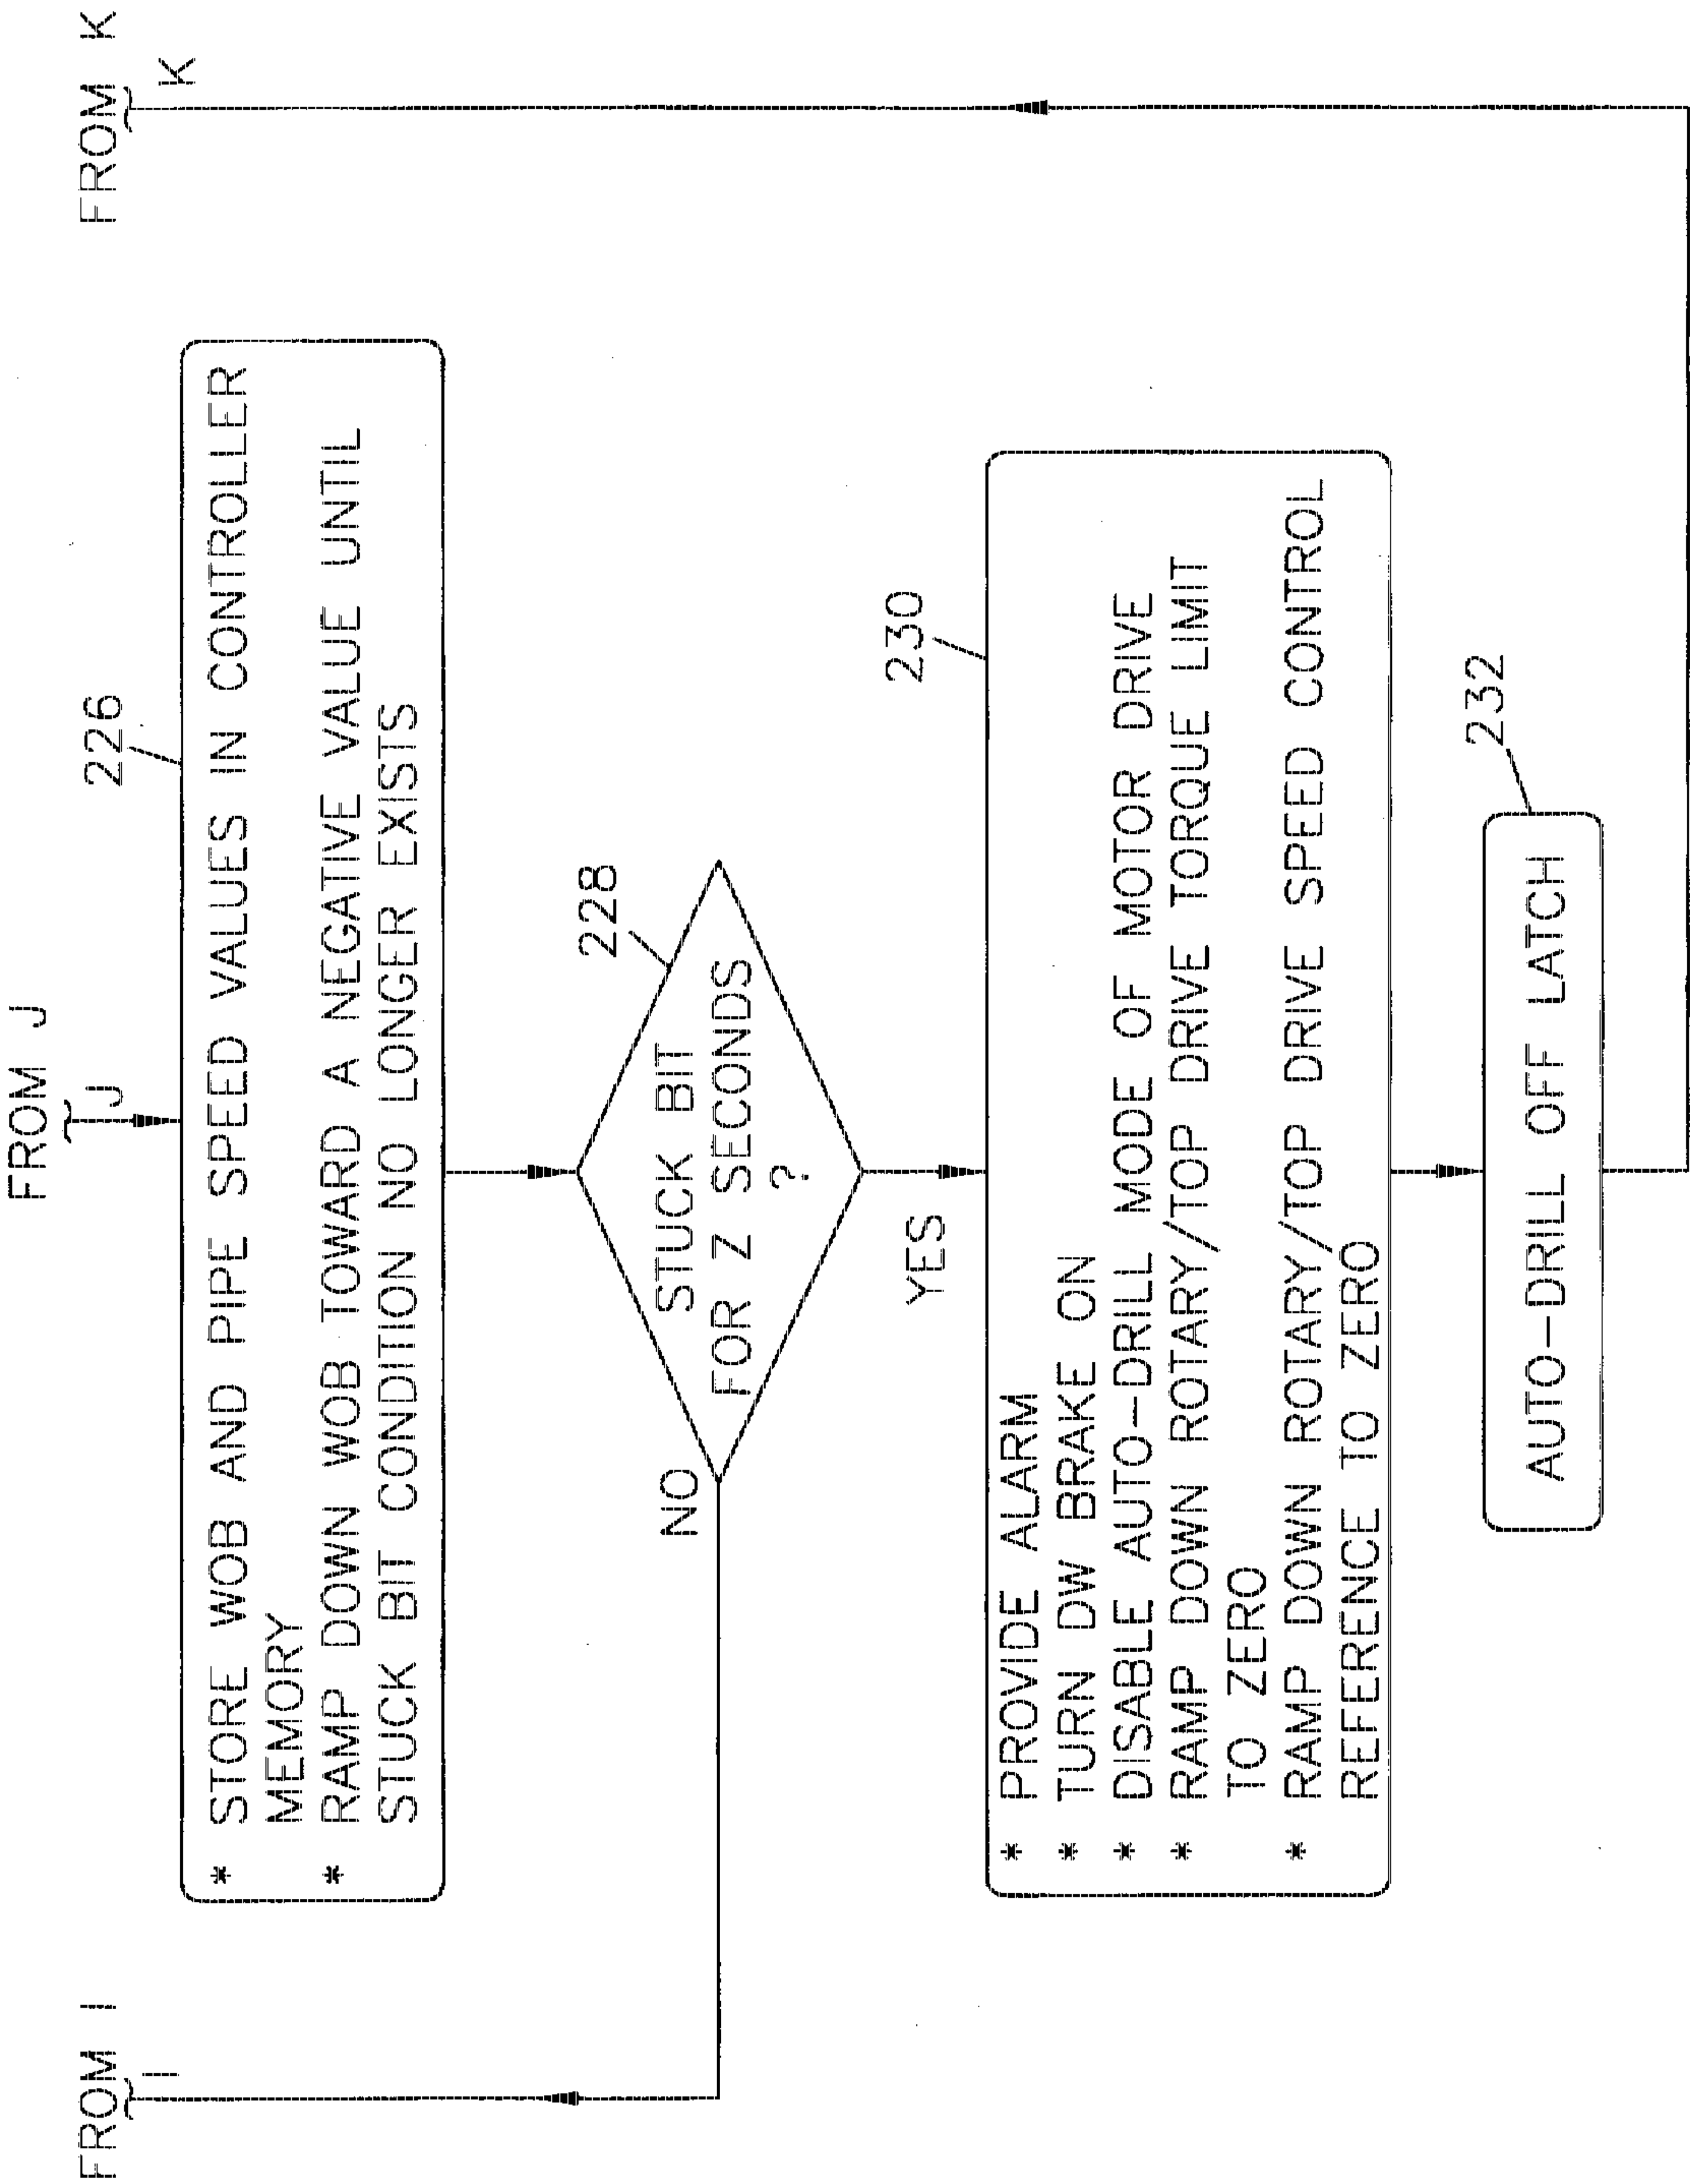 FROM J
J
FROM I
I
FROM K
K
226
* STORE WOB AND PIPE SPEED VALUES IN CONTROLLER
MEMORY
* RAMP DOWN WOB TOWARD A NEGATIVE VALUE UNTIL
STUCK BIT CONDITION NO LONGER EXISTS
228
STUCK BIT
FOR Z SECONDS
?
NO
YES
230
* PROVIDE ALARM
* TURN DW BRAKE ON
* DISABLE AUTO-DRILL MODE OF MOTOR DRIVE
* RAMP DOWN ROTARY/TOP DRIVE TORQUE LIMIT
TO ZERO
* RAMP DOWN ROTARY/TOP DRIVE SPEED CONTROL
REFERENCE TO ZERO
232
AUTO-DRILL OFF LATCH